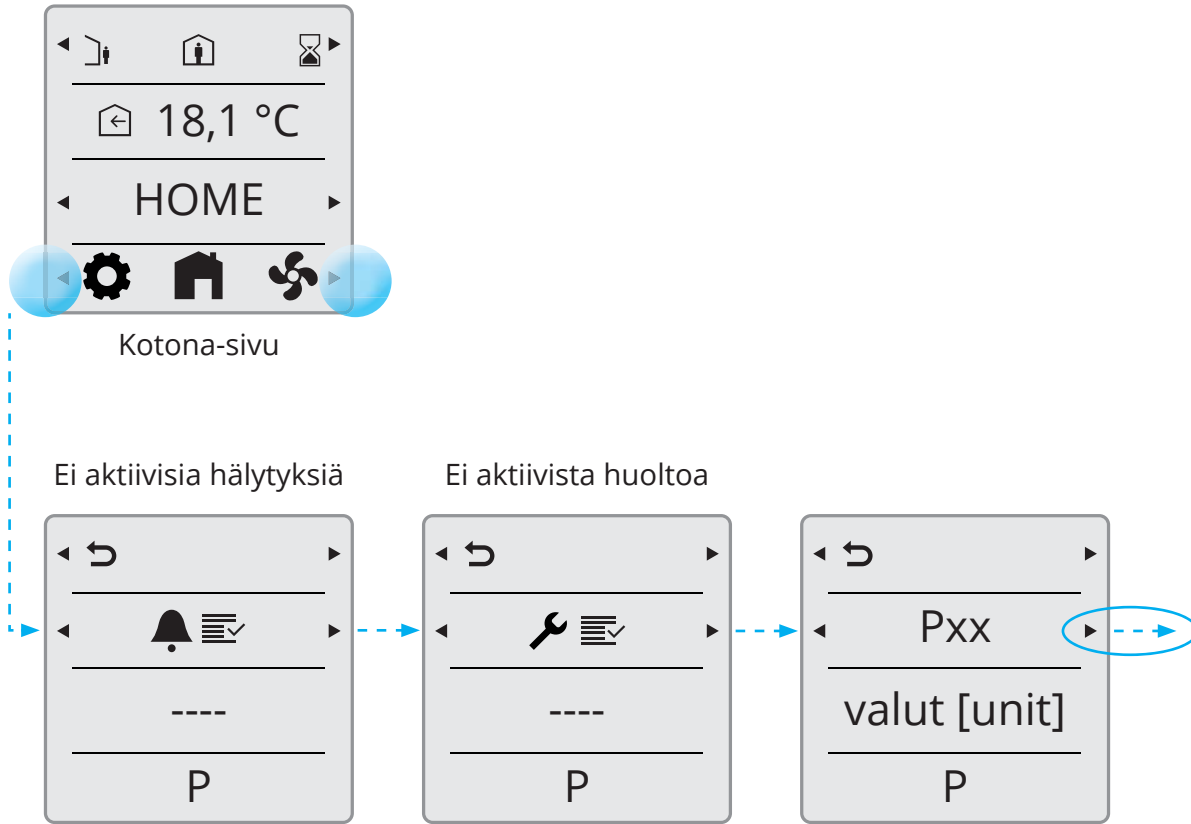 18,1 °C
HOME
Kotona-sivu
Ei aktiivisia hälytyksiä
Ei aktiivista huoltoa
----
P
----
P
Pxx
valut [unit]
P